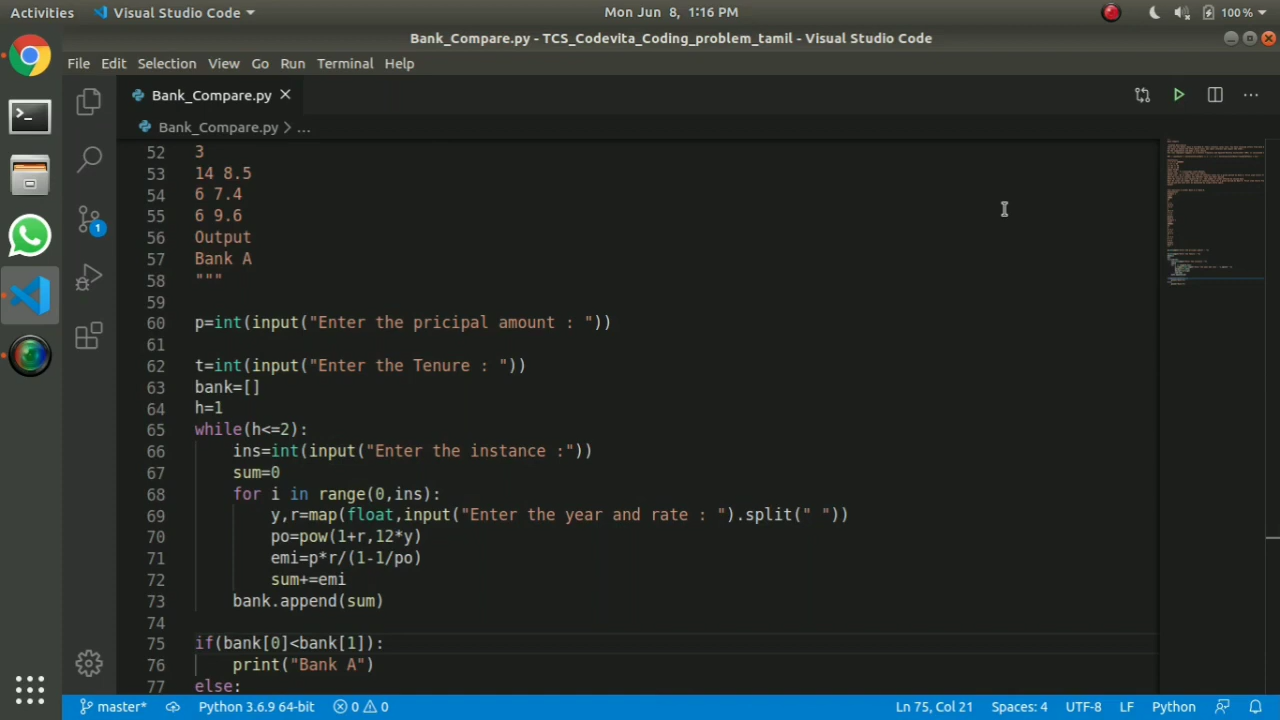 Activities Visual Studio Code Mon Jun 8, 1:16 PM 100%
Bank_Compare.py - TCS_Codevita_Coding_problem_tamil - Visual Studio Code
File Edit Selection View Go Run Terminal Help
Bank_Compare.py
Bank_Compare.py > ...
52 3
53 14 8.5
54 6 7.4
55 6 9.6
56 Output
57 Bank A
58 """
59
60 p=int(input("Enter the pricipal amount : "))
61
62 t=int(input("Enter the Tenure : "))
63 bank=[]
64 h=1
65 while(h<=2):
66 ins=int(input("Enter the instance :"))
67 sum=0
68 for i in range(0,ins):
69 y,r=map(float,input("Enter the year and rate : ").split(" "))
70 po=pow(1+r,12*y)
71 emi=p*r/(1-1/po)
72 sum+=emi
73 bank.append(sum)
74
75 if(bank[0]<bank[1]):
76 print("Bank A")
77 else:
1
master* Python 3.6.9 64-bit 0 0 Ln 75, Col 21 Spaces: 4 UTF-8 LF Python